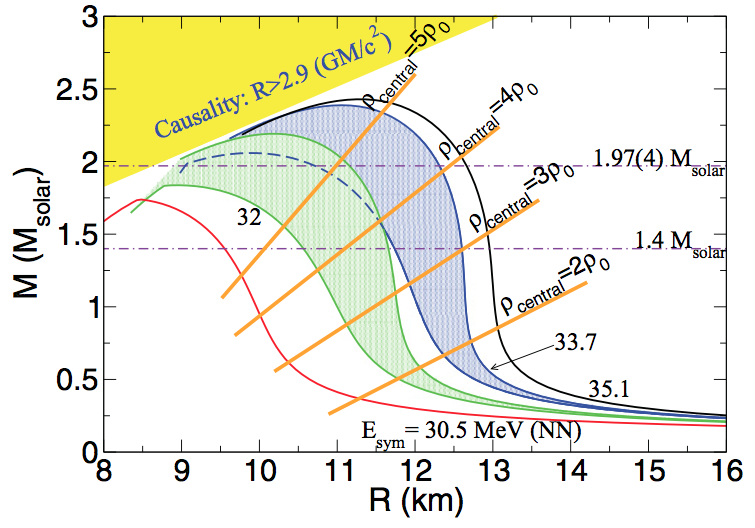 3
2.5
2
1.5
1
0.5
0
M (M_solar)
Causality: R>2.9 (GM/c^2)
ρ_central=5ρ_0
ρ_central=4ρ_0
1.97(4) M_solar
ρ_central=3ρ_0
32
1.4 M_solar
ρ_central=2ρ_0
33.7
35.1
E_sym= 30.5 MeV (NN)
8 9 10 11 12 13 14 15 16
R (km)